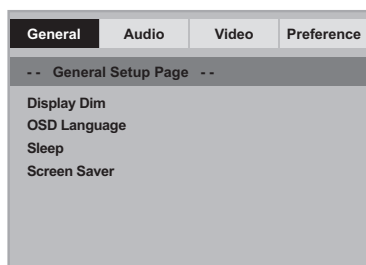 General Audio Video Preference
- - General Setup Page - -
Display Dim
OSD Language
Sleep
Screen Saver